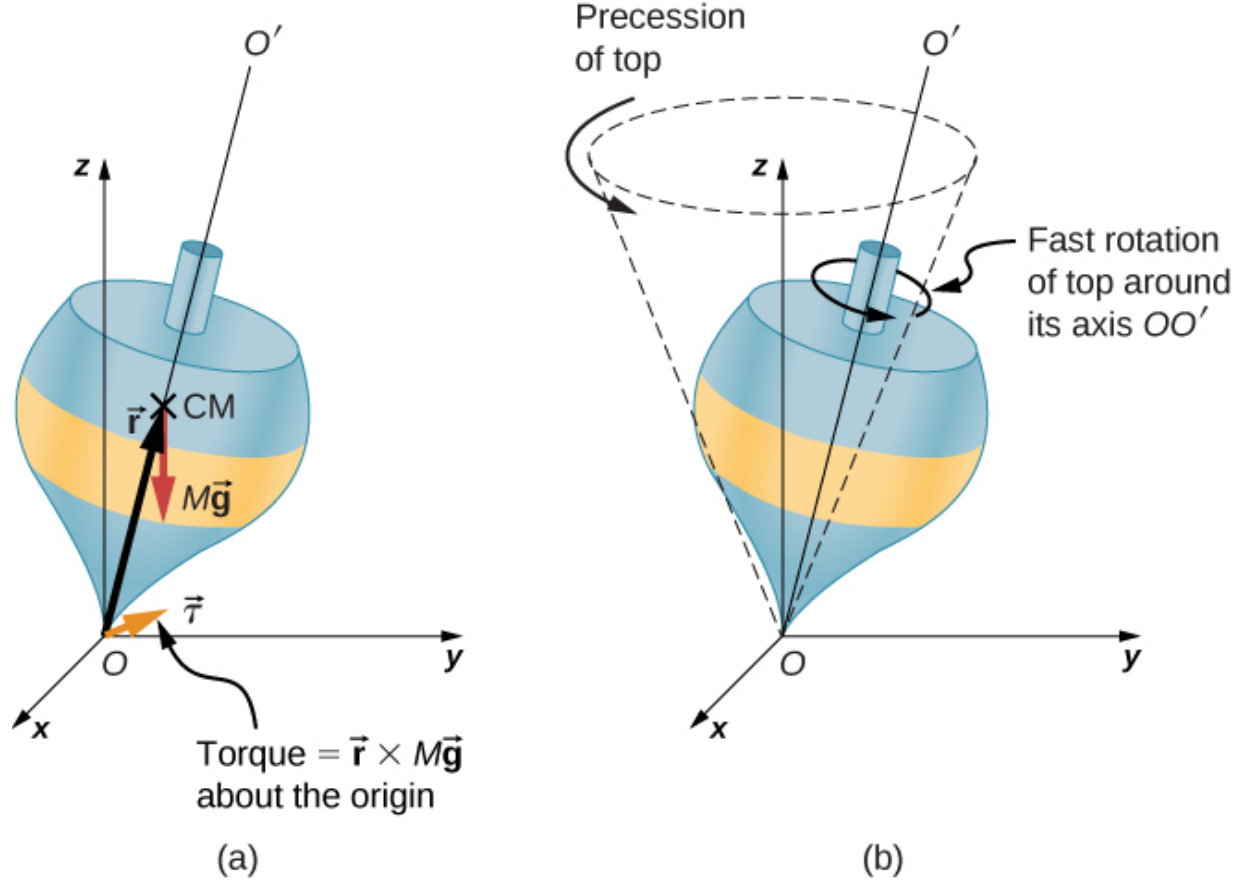 O′
z
r⃗
CM
Mg⃗
τ⃗
O
y
x
Torque = r⃗ × Mg⃗
about the origin
(a)
Precession
of top
O′
z
Fast rotation
of top around
its axis OO′
O
y
x
(b)